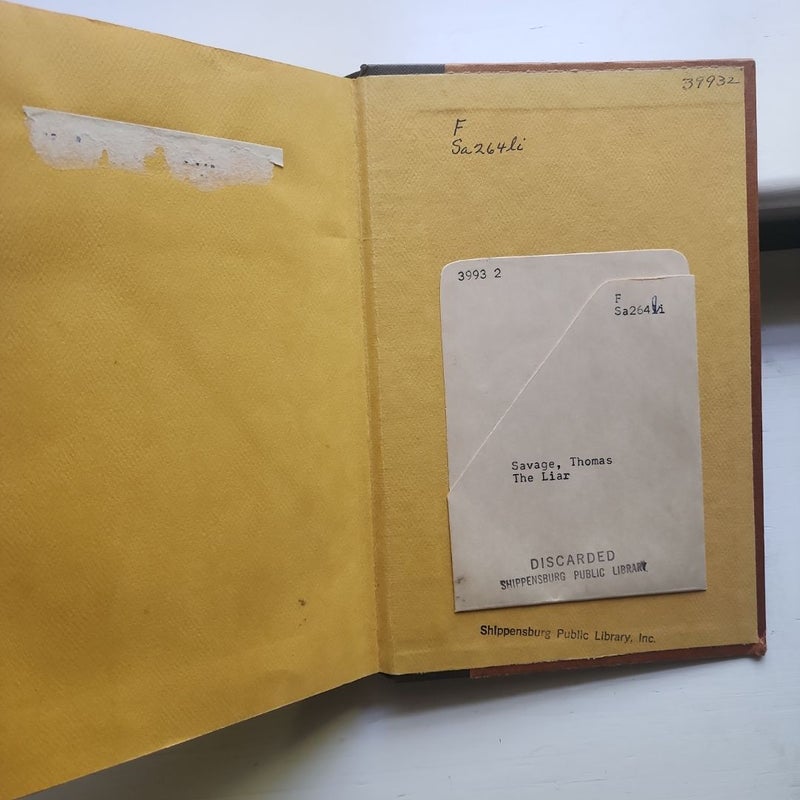 39932
F
Sa264li
3993 2
F
Sa264li
Savage, Thomas
The Liar
DISCARDED
SHIPPENSBURG PUBLIC LIBRARY
Shippensburg Public Library, Inc.